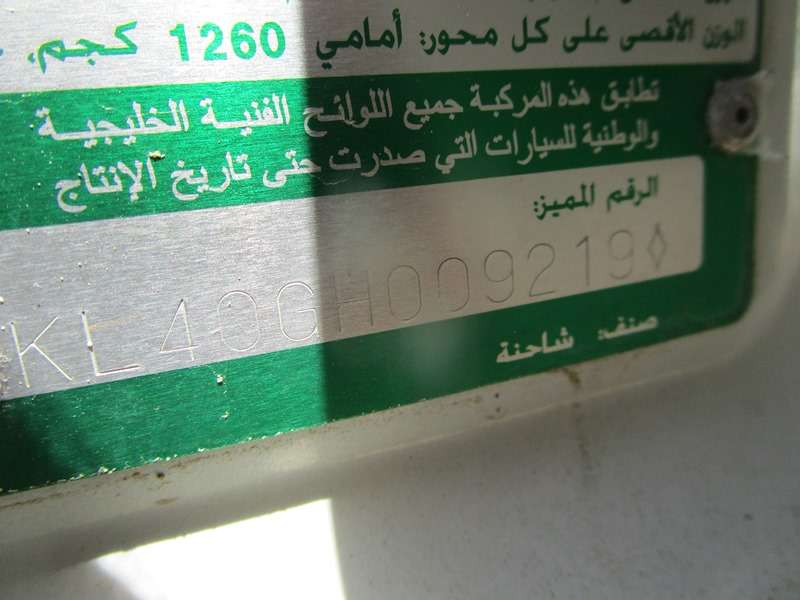 الوزن الأقصى على كل محور: أمامي 1260 كجم.
تطابق هذه المركبة جميع اللوائح الفنية الخليجية
والوطنية للسيارات التي صدرت حتى تاريخ الإنتاج
الرقم المميز:
KL40GH009219◊
صنف: شاحنة